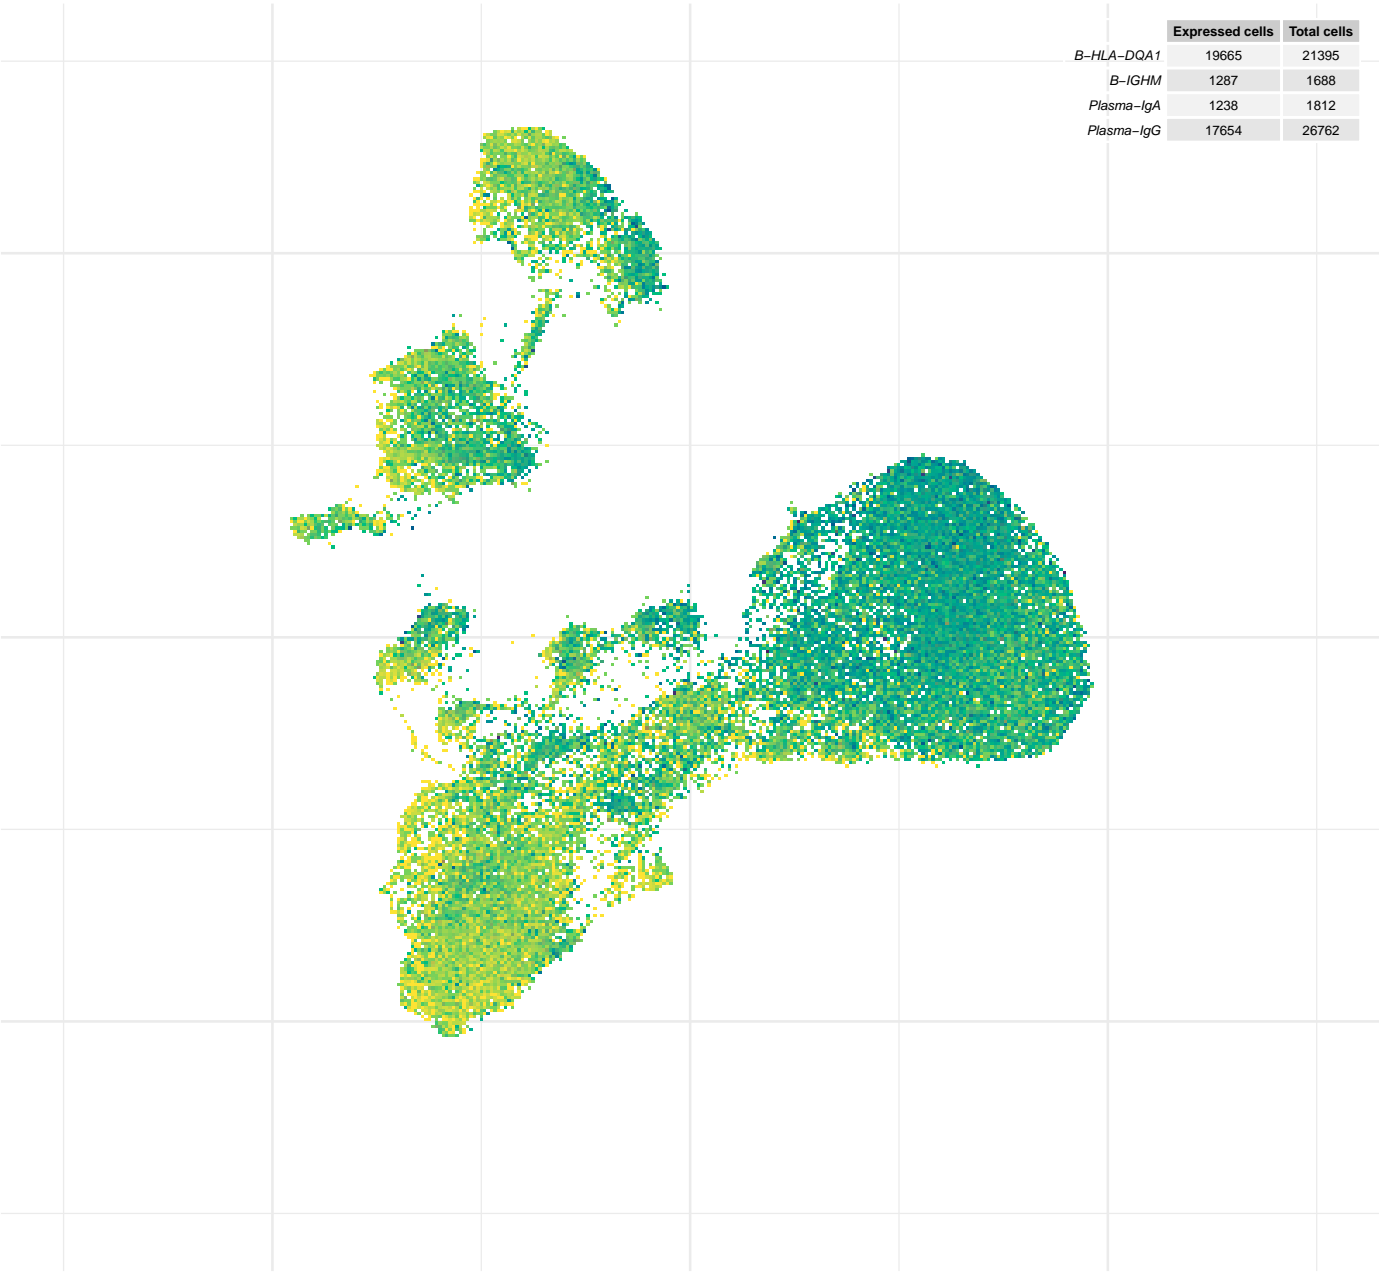 Expressed cells Total cells
B−HLA−DQA1 19665 21395
B−IGHM 1287 1688
Plasma−IgA 1238 1812
Plasma−IgG 17654 26762